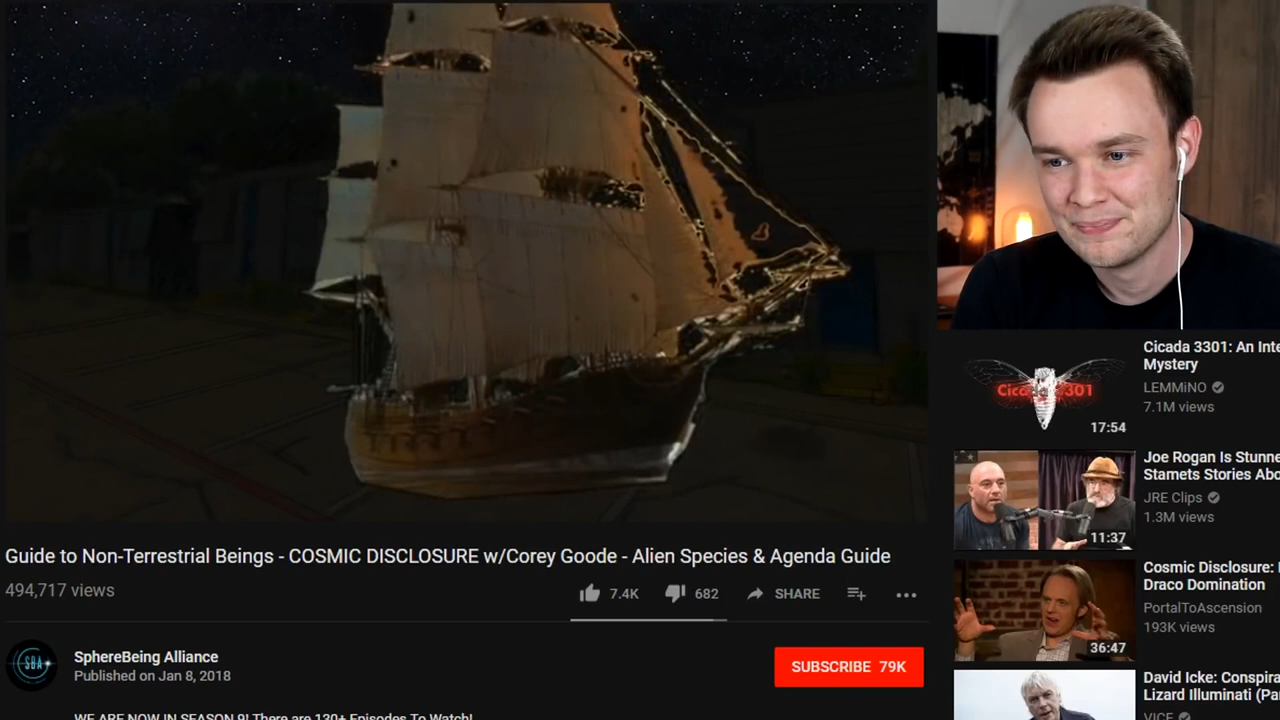 Guide to Non-Terrestrial Beings - COSMIC DISCLOSURE w/Corey Goode - Alien Species & Agenda Guide
494,717 views
7.4K 682 SHARE
SBA
SphereBeing Alliance
Published on Jan 8, 2018
SUBSCRIBE 79K
WE ARE NOW IN SEASON 9! There are 130+ Episodes To Watch!
Cicada 3301
17:54
Cicada 3301: An Inte
Mystery
LEMMiNO
7.1M views
11:37
Joe Rogan Is Stunne
Stamets Stories Abo
JRE Clips
1.3M views
36:47
Cosmic Disclosure:
Draco Domination
PortalToAscension
193K views
David Icke: Conspira
Lizard Illuminati (Pa
VICE